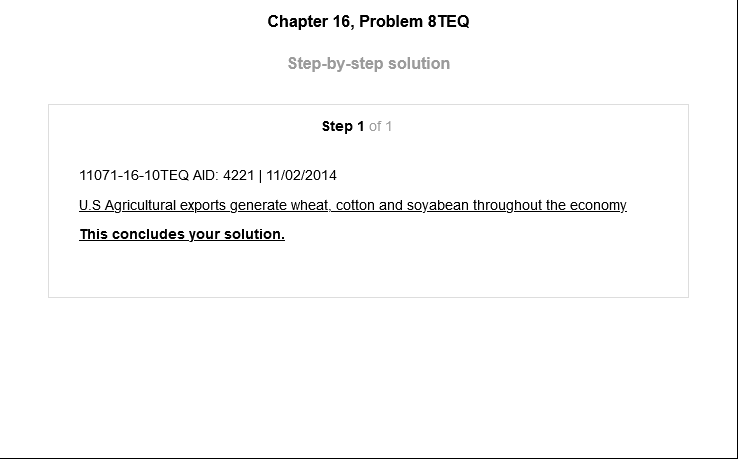 Chapter 16, Problem 8TEQ
Step-by-step solution
Step 1 of 1
11071-16-10TEQ AID: 4221 | 11/02/2014
U.S Agricultural exports generate wheat, cotton and soyabean throughout the economy
This concludes your solution.